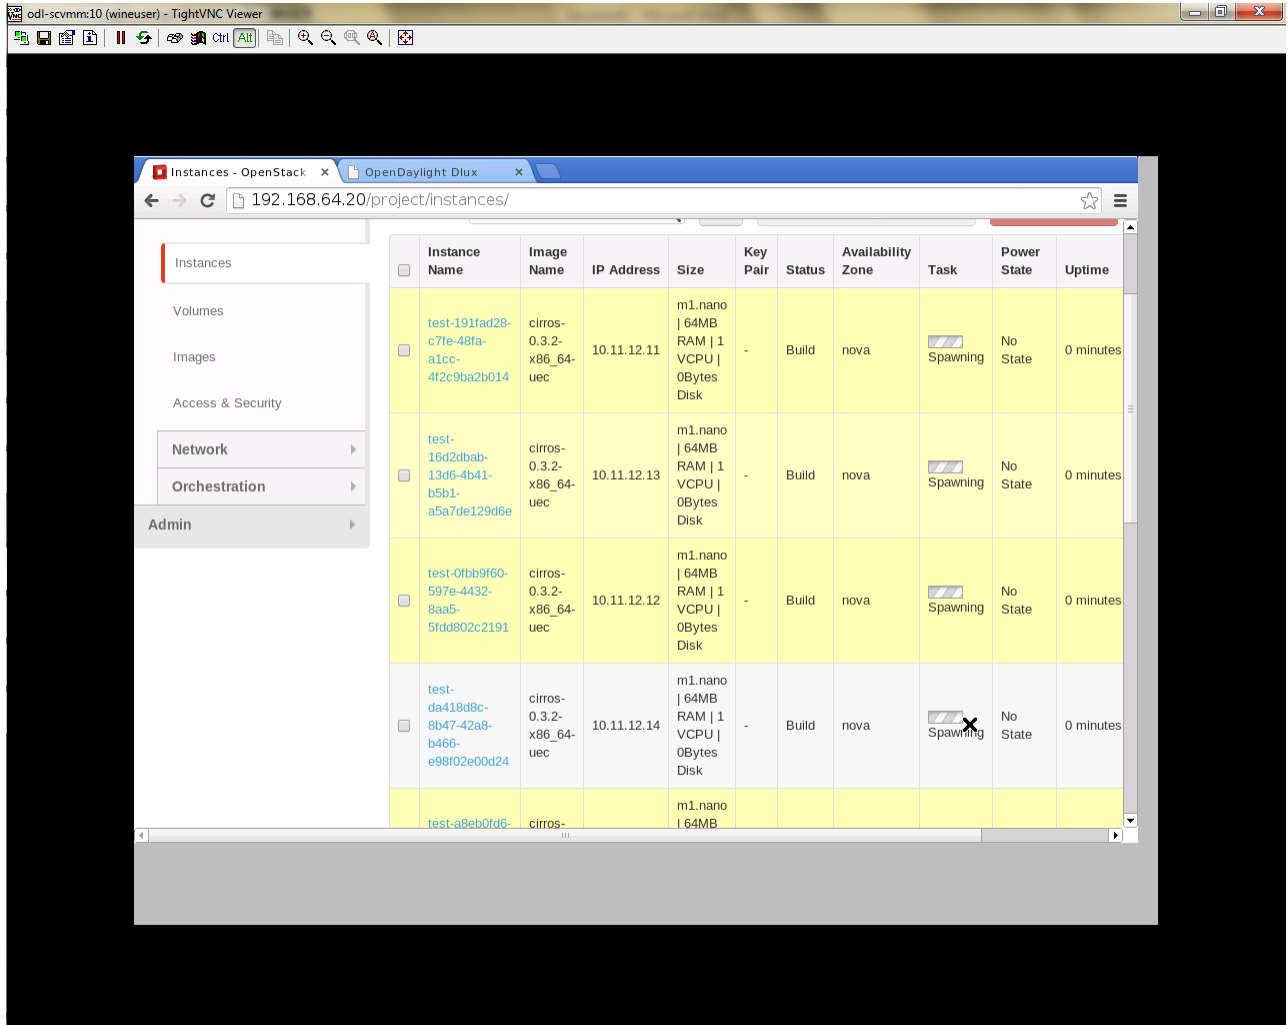 odl-scvmm:10 (wineuser) - TightVNC Viewer
Ctrl Alt
Instances - OpenStack
OpenDaylight Dlux
192.168.64.20/project/instances/
Instances
Volumes
Images
Access & Security
Network
Orchestration
Admin
Instance
Name
Image
Name
IP Address
Size
Key
Pair
Status
Availability
Zone
Task
Power
State
Uptime
test-191fad28-
c7fe-48fa-
a1cc-
4f2c9ba2b014
cirros-
0.3.2-
x86_64-
uec
10.11.12.11
m1.nano
| 64MB
RAM | 1
VCPU |
0Bytes
Disk
-
Build
nova
Spawning
No
State
0 minutes
test-
16d2dbab-
13d6-4b41-
b5b1-
a5a7de129d6e
cirros-
0.3.2-
x86_64-
uec
10.11.12.13
m1.nano
| 64MB
RAM | 1
VCPU |
0Bytes
Disk
-
Build
nova
Spawning
No
State
0 minutes
test-0fbb9f60-
597e-4432-
8aa5-
5fdd802c2191
cirros-
0.3.2-
x86_64-
uec
10.11.12.12
m1.nano
| 64MB
RAM | 1
VCPU |
0Bytes
Disk
-
Build
nova
Spawning
No
State
0 minutes
test-
da418d8c-
8b47-42a8-
b466-
e98f02e00d24
cirros-
0.3.2-
x86_64-
uec
10.11.12.14
m1.nano
| 64MB
RAM | 1
VCPU |
0Bytes
Disk
-
Build
nova
Spawning
No
State
0 minutes
test-a8eb0fd6-
cirros-
m1.nano
| 64MB